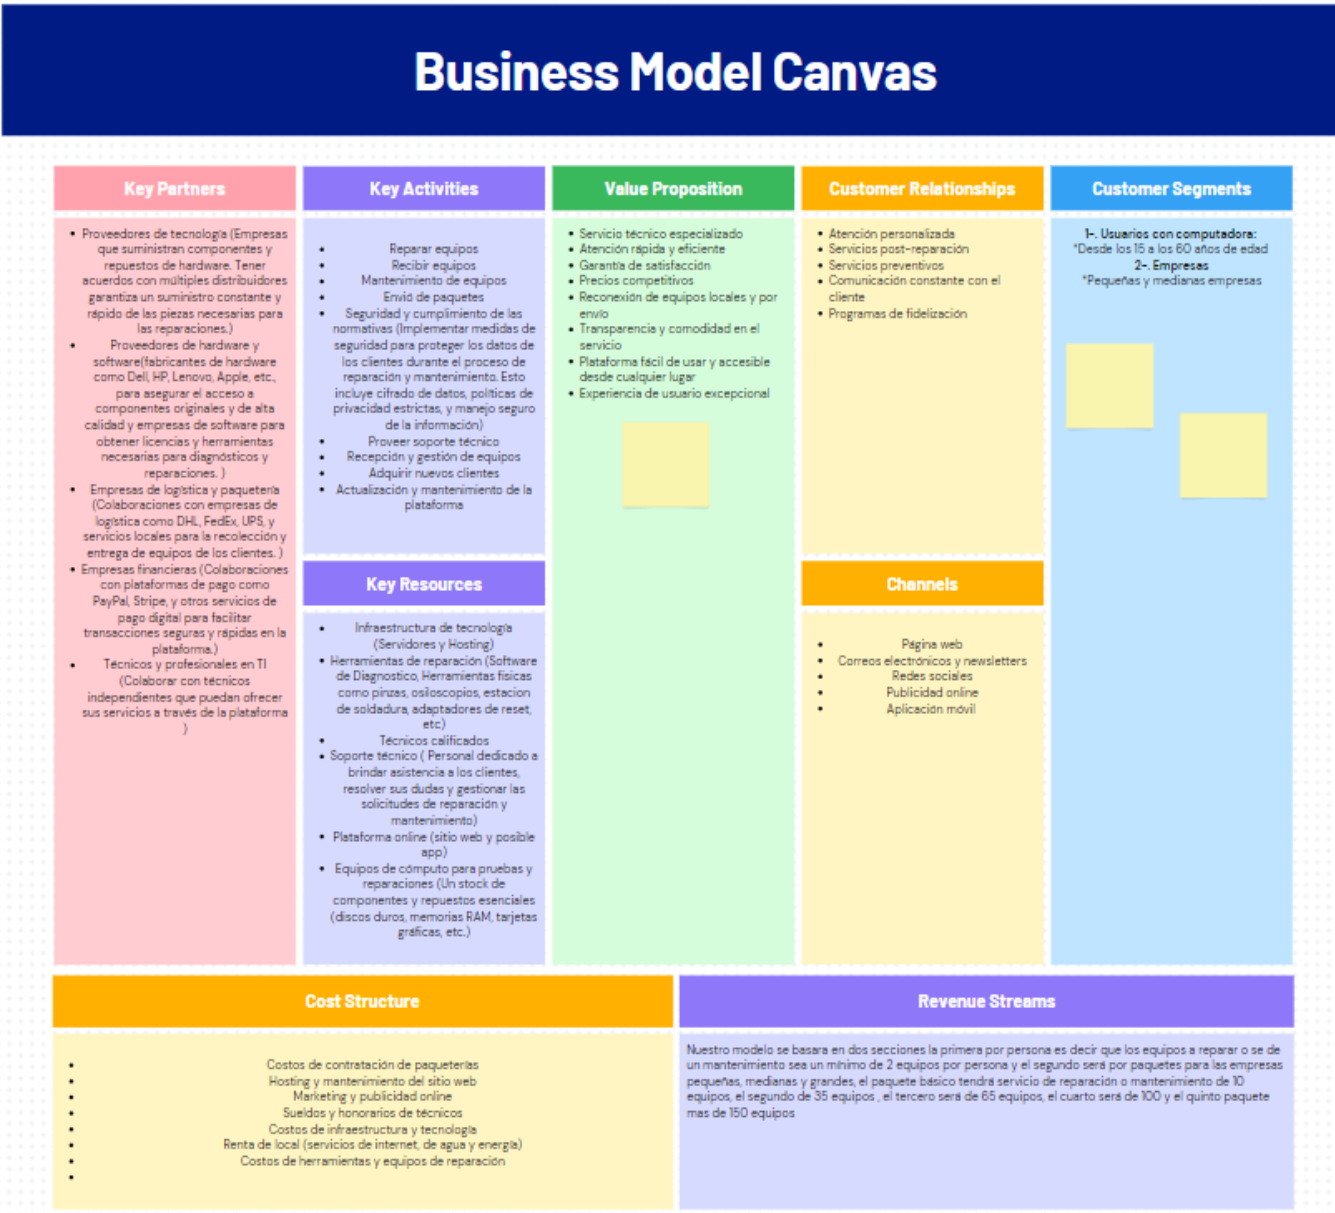 Business Model Canvas
Key Partners
• Proveedores de tecnología (Empresas
que suministran componentes y
repuestos de hardware. Tener
acuerdos con múltiples distribuidores
garantiza un suministro constante y
rápido de las piezas necesarias para
las reparaciones.)
• Proveedores de hardware y
software(fabricantes de hardware
como Dell, HP, Lenovo, Apple, etc.,
para asegurar el acceso a
componentes originales y de alta
calidad y empresas de software para
obtener licencias y herramientas
necesarias para diagnósticos y
reparaciones. )
• Empresas de logística y paquetería
(Colaboraciones con empresas de
logística como DHL, FedEx, UPS, y
servicios locales para la recolección y
entrega de equipos de los clientes. )
• Empresas financieras (Colaboraciones
con plataformas de pago como
PayPal, Stripe, y otros servicios de
pago digital para facilitar
transacciones seguras y rápidas en la
plataforma.)
• Técnicos y profesionales en TI
(Colaborar con técnicos
independientes que puedan ofrecer
sus servicios a través de la plataforma
)
Key Activities
• Reparar equipos
• Recibir equipos
• Mantenimiento de equipos
• Envió de paquetes
• Seguridad y cumplimiento de las
normativas (Implementar medidas de
seguridad para proteger los datos de
los clientes durante el proceso de
reparación y mantenimiento. Esto
incluye cifrado de datos, políticas de
privacidad estrictas, y manejo seguro
de la información)
• Proveer soporte técnico
• Recepción y gestión de equipos
• Adquirir nuevos clientes
• Actualización y mantenimiento de la
plataforma
Key Resources
• Infraestructura de tecnología
(Servidores y Hosting)
• Herramientas de reparación (Software
de Diagnostico, Herramientas físicas
como pinzas, osiloscopios, estacion
de soldadura, adaptadores de reset,
etc)
• Técnicos calificados
• Soporte técnico ( Personal dedicado a
brindar asistencia a los clientes,
resolver sus dudas y gestionar las
solicitudes de reparación y
mantenimiento)
• Plataforma online (sitio web y posible
app)
• Equipos de cómputo para pruebas y
reparaciones (Un stock de
componentes y repuestos esenciales
(discos duros, memorias RAM, tarjetas
gráficas, etc.)
Value Proposition
• Servicio técnico especializado
• Atención rápida y eficiente
• Garantía de satisfacción
• Precios competitivos
• Reconexión de equipos locales y por
envío
• Transparencia y comodidad en el
servicio
• Plataforma fácil de usar y accesible
desde cualquier lugar
• Experiencia de usuario excepcional
Customer Relationships
• Atención personalizada
• Servicios post-reparación
• Servicios preventivos
• Comunicación constante con el
cliente
• Programas de fidelización
Channels
• Página web
• Correos electrónicos y newsletters
• Redes sociales
• Publicidad online
• Aplicación móvil
Customer Segments
1-. Usuarios con computadora:
*Desde los 15 a los 60 años de edad
2-. Empresas
*Pequeñas y medianas empresas
Cost Structure
• Costos de contratación de paqueterías
• Hosting y mantenimiento del sitio web
• Marketing y publicidad online
• Sueldos y honorarios de técnicos
• Costos de infraestructura y tecnología
• Renta de local (servicios de internet, de agua y energía)
• Costos de herramientas y equipos de reparación
•
Revenue Streams
Nuestro modelo se basara en dos secciones la primera por persona es decir que los equipos a reparar o se de
un mantenimiento sea un mínimo de 2 equipos por persona y el segundo será por paquetes para las empresas
pequeñas, medianas y grandes, el paquete básico tendrá servicio de reparación o mantenimiento de 10
equipos, el segundo de 35 equipos , el tercero será de 65 equipos, el cuarto será de 100 y el quinto paquete
mas de 150 equipos